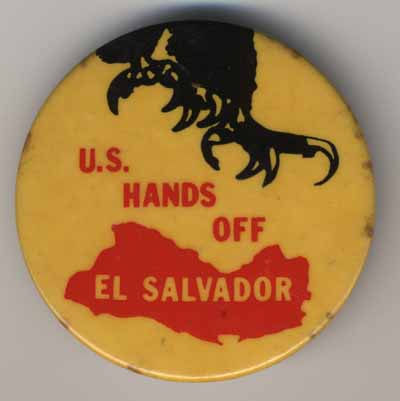 U.S.
HANDS
OFF
EL SALVADOR